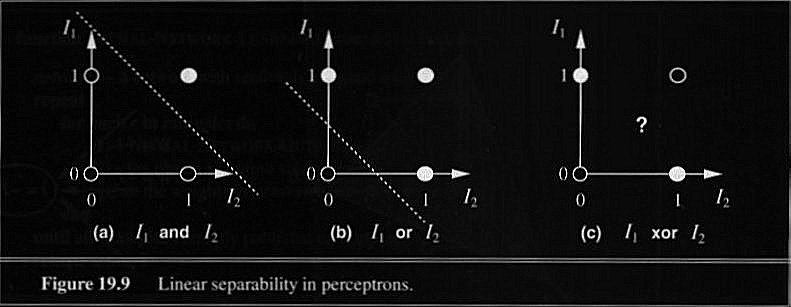 I₁ I₁ I₁
1 1 1
?
0 0 0
0 1 I₂ 0 1 I₂ 0 1 I₂
(a) I₁ and I₂ (b) I₁ or I₂ (c) I₁ xor I₂
Figure 19.9 Linear separability in perceptrons.